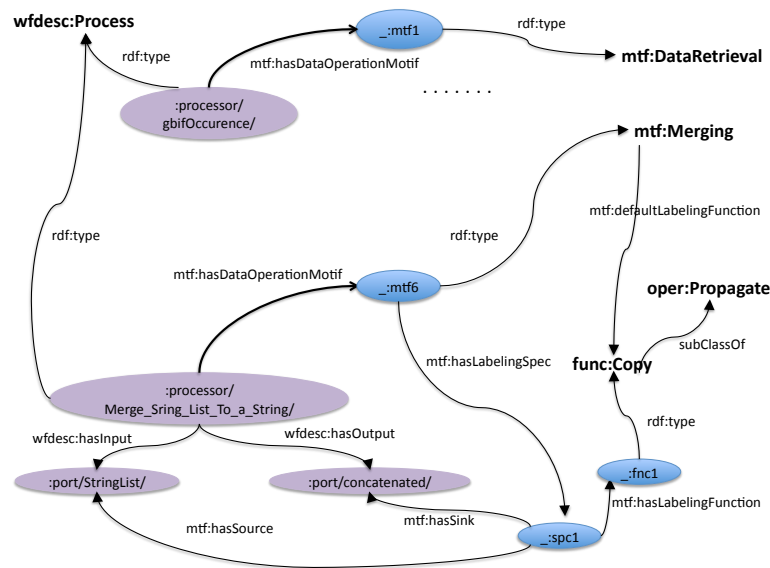 wfdesc:Process
_:mtf1
rdf:type
rdf:type
mtf:hasDataOperationMotif
mtf:DataRetrieval
:processor/
gbifOccurence/
. . . . . . .
mtf:Merging
mtf:defaultLabelingFunction
rdf:type
rdf:type
mtf:hasDataOperationMotif
_:mtf6
oper:Propagate
subClassOf
mtf:hasLabelingSpec
func:Copy
:processor/
Merge_Sring_List_To_a_String/
rdf:type
wfdesc:hasInput
wfdesc:hasOutput
:port/StringList/
:port/concatenated/
_:fnc1
mtf:hasLabelingFunction
mtf:hasSource
mtf:hasSink
_:spc1